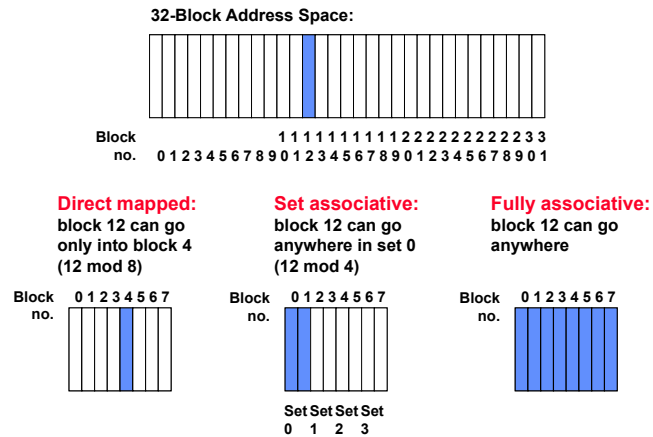 32-Block Address Space:
Block 1 1 1 1 1 1 1 1 1 1 2 2 2 2 2 2 2 2 2 2 3 3
no. 0 1 2 3 4 5 6 7 8 9 0 1 2 3 4 5 6 7 8 9 0 1 2 3 4 5 6 7 8 9 0 1
Direct mapped:
block 12 can go
only into block 4
(12 mod 8)
Block 0 1 2 3 4 5 6 7
no.
Set associative:
block 12 can go
anywhere in set 0
(12 mod 4)
Block 0 1 2 3 4 5 6 7
no.
Set Set Set Set
0 1 2 3
Fully associative:
block 12 can go
anywhere
Block 0 1 2 3 4 5 6 7
no.